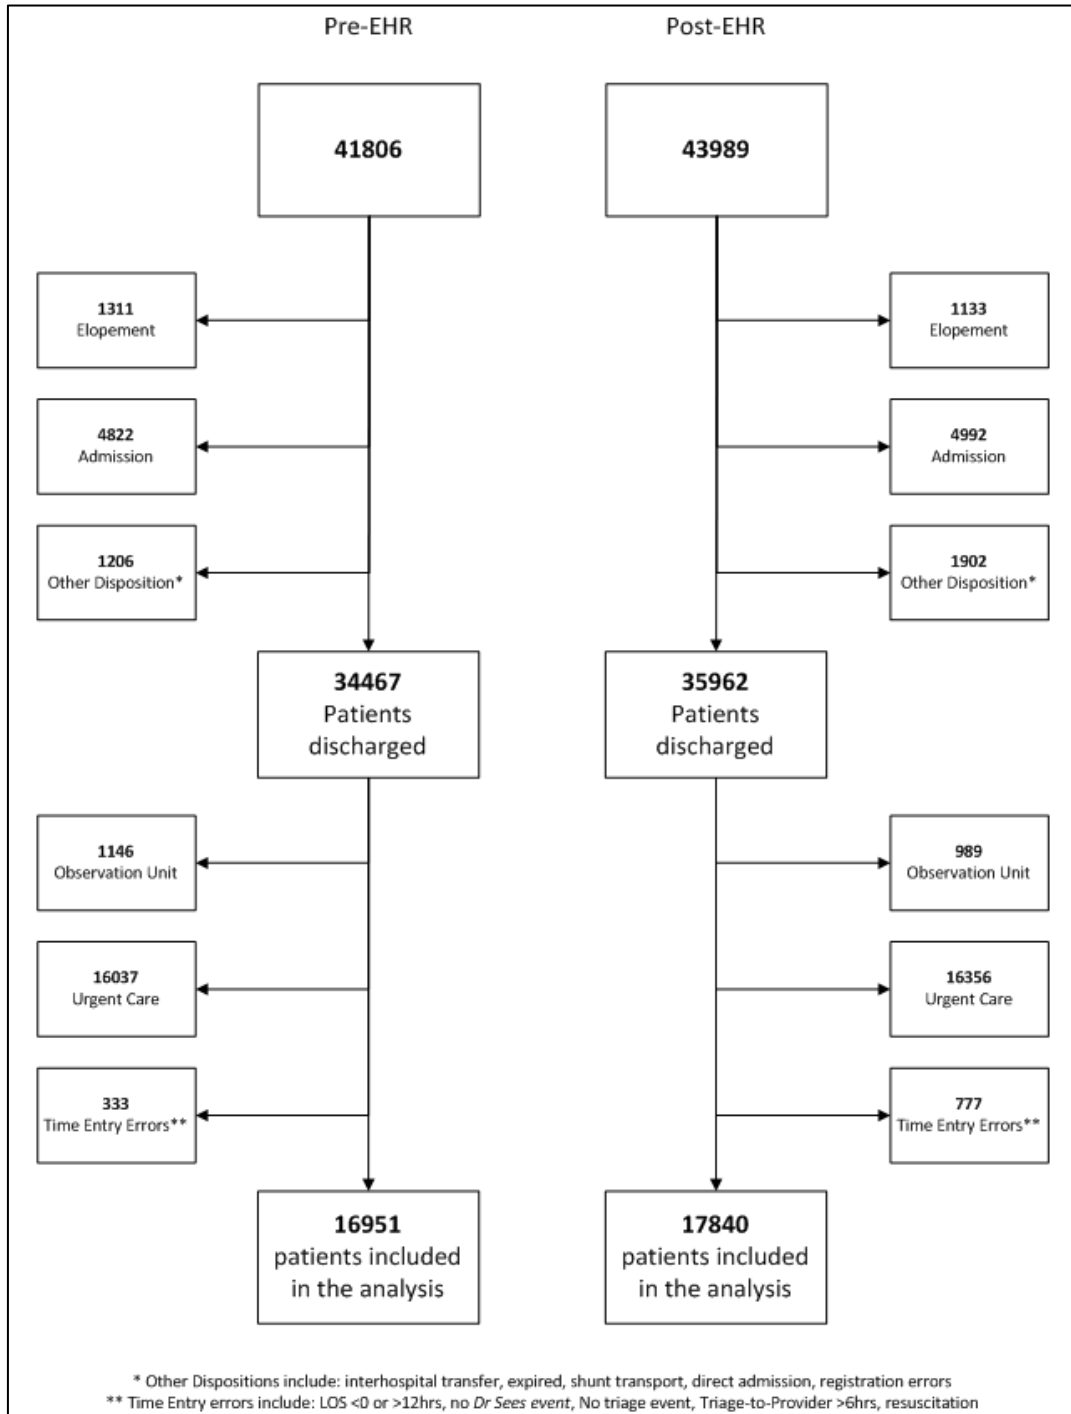 Pre-EHR
Post-EHR
41806
43989
1311
Elopement
1133
Elopement
4822
Admission
4992
Admission
1206
Other Disposition*
1902
Other Disposition*
34467
Patients
discharged
35962
Patients
discharged
1146
Observation Unit
989
Observation Unit
16037
Urgent Care
16356
Urgent Care
333
Time Entry Errors**
777
Time Entry Errors**
16951
patients included
in the analysis
17840
patients included
in the analysis
* Other Dispositions include: interhospital transfer, expired, shunt transport, direct admission, registration errors
** Time Entry errors include: LOS <0 or >12hrs, no Dr Sees event, No triage event, Triage-to-Provider >6hrs, resuscitation